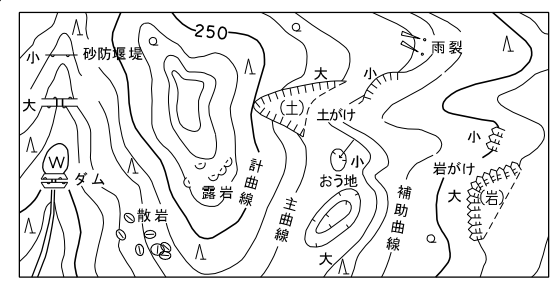 250
雨裂
小
砂防堰堤
大
小
大
(土)
土がけ
小
W
ダム
小
おう地
岩がけ
大
(岩)
露岩
計曲線
主曲線
補助曲線
散岩
大